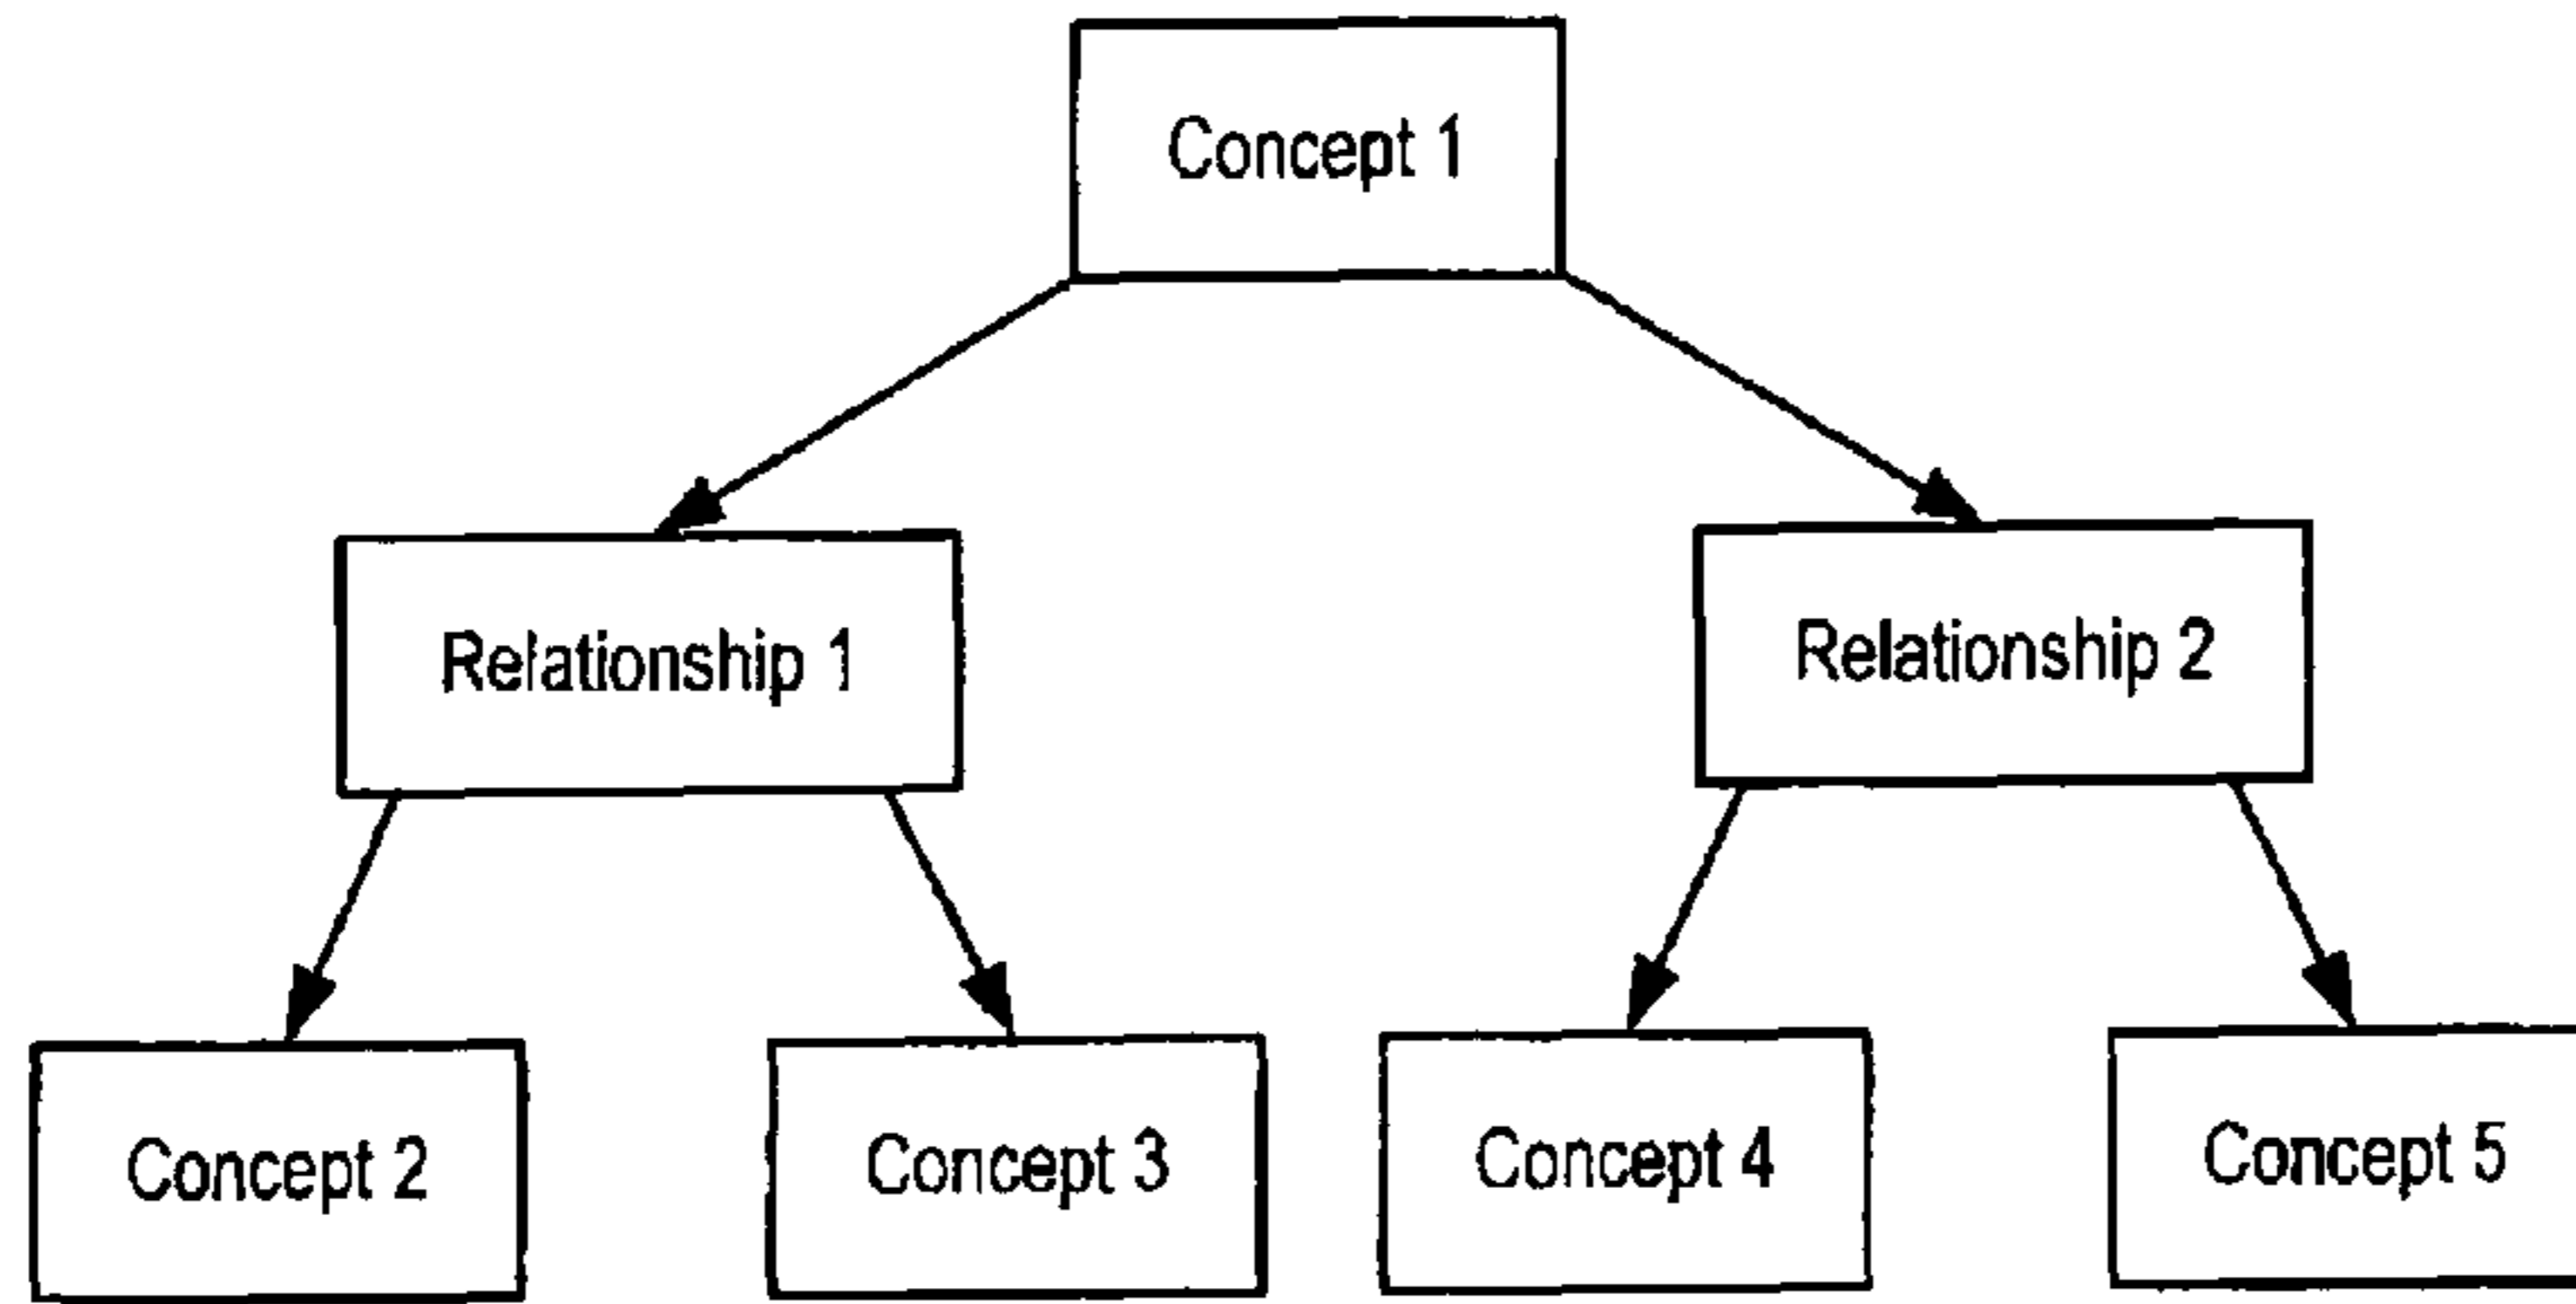 Concept 1
Relationship 1
Relationship 2
Concept 2
Concept 3
Concept 4
Concept 5